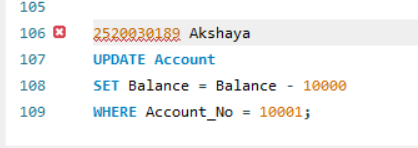 105
106 2520030189 Akshaya
107 UPDATE Account
108 SET Balance = Balance - 10000
109 WHERE Account_No = 10001;